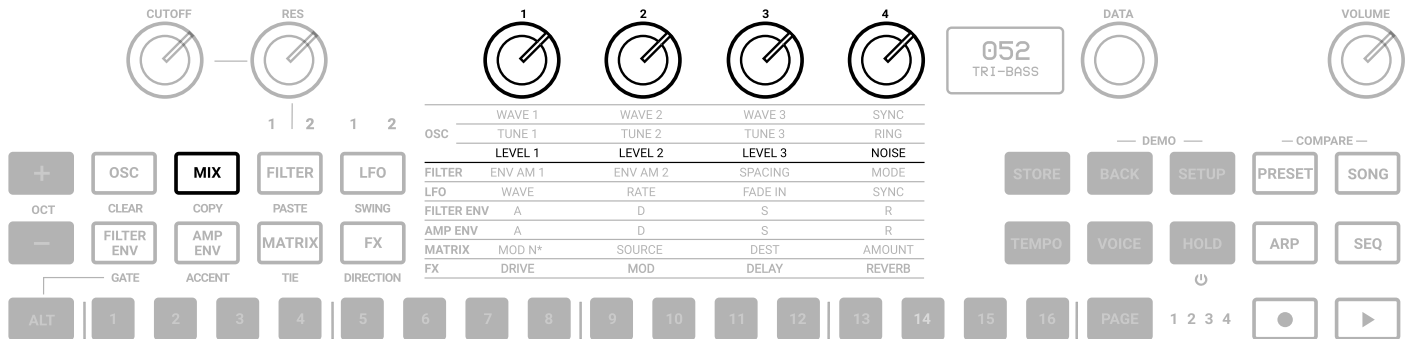 CUTOFF RES 1 2 3 4 DATA VOLUME
052
TRI-BASS
WAVE 1 WAVE 2 WAVE 3 SYNC
1 2 1 2
OSC TUNE 1 TUNE 2 TUNE 3 RING
— DEMO — — COMPARE —
LEVEL 1 LEVEL 2 LEVEL 3 NOISE
+ OSC MIX FILTER LFO
FILTER ENV AM 1 ENV AM 2 SPACING MODE
STORE BACK SETUP PRESET SONG
LFO WAVE RATE FADE IN SYNC
OCT CLEAR COPY PASTE SWING
FILTER ENV A D S R
AMP ENV A D S R
− FILTER ENV AMP ENV MATRIX FX
TEMPO VOICE HOLD ARP SEQ
MATRIX MOD N* SOURCE DEST AMOUNT
FX DRIVE MOD DELAY REVERB
GATE ACCENT TIE DIRECTION
ALT 1 2 3 4 5 6 7 8 9 10 11 12 13 14 15 16 PAGE 1 2 3 4